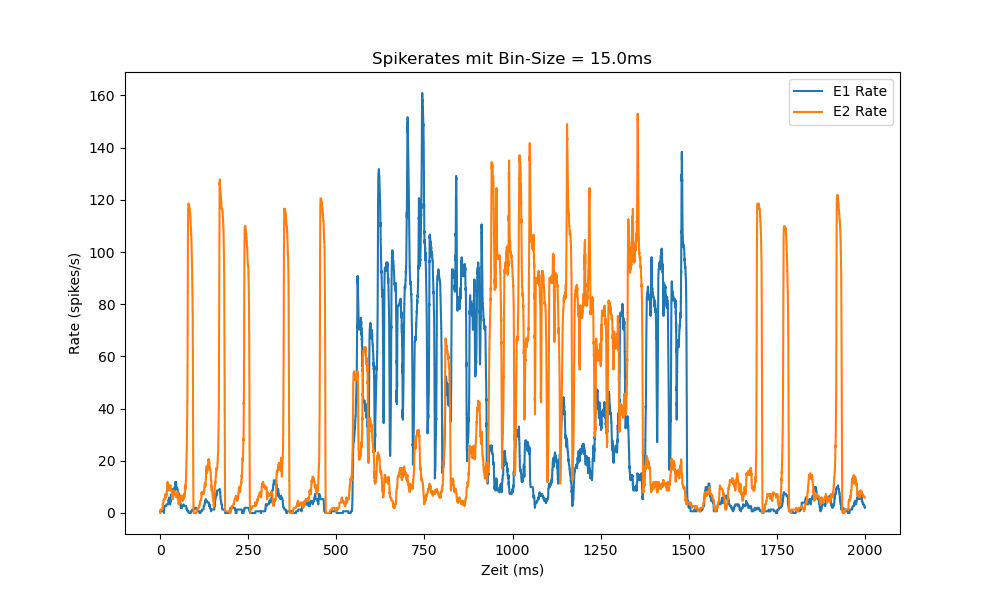 Spikerates mit Bin-Size = 15.0ms
E1 Rate
E2 Rate
Rate (spikes/s)
160
140
120
100
80
60
40
20
0
0 250 500 750 1000 1250 1500 1750 2000
Zeit (ms)